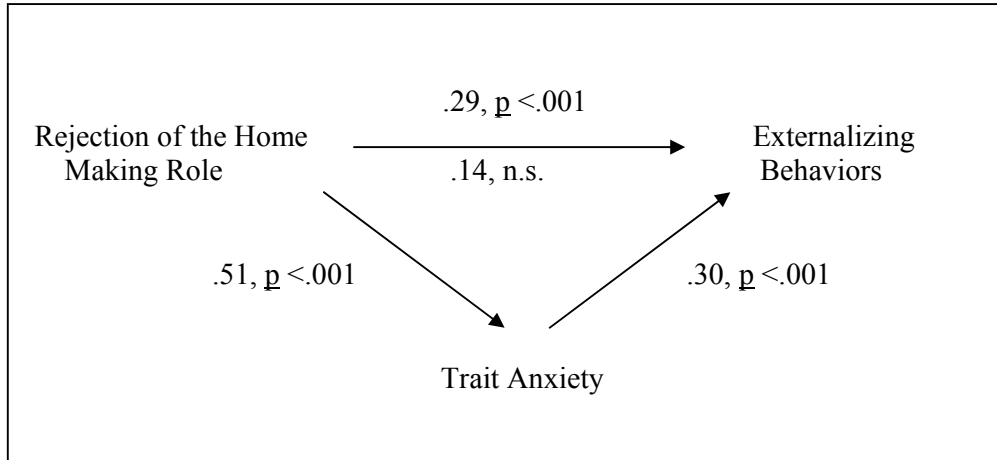 .29, p <.001
Rejection of the Home
Making Role
Externalizing
Behaviors
.14, n.s.
.51, p <.001
.30, p <.001
Trait Anxiety